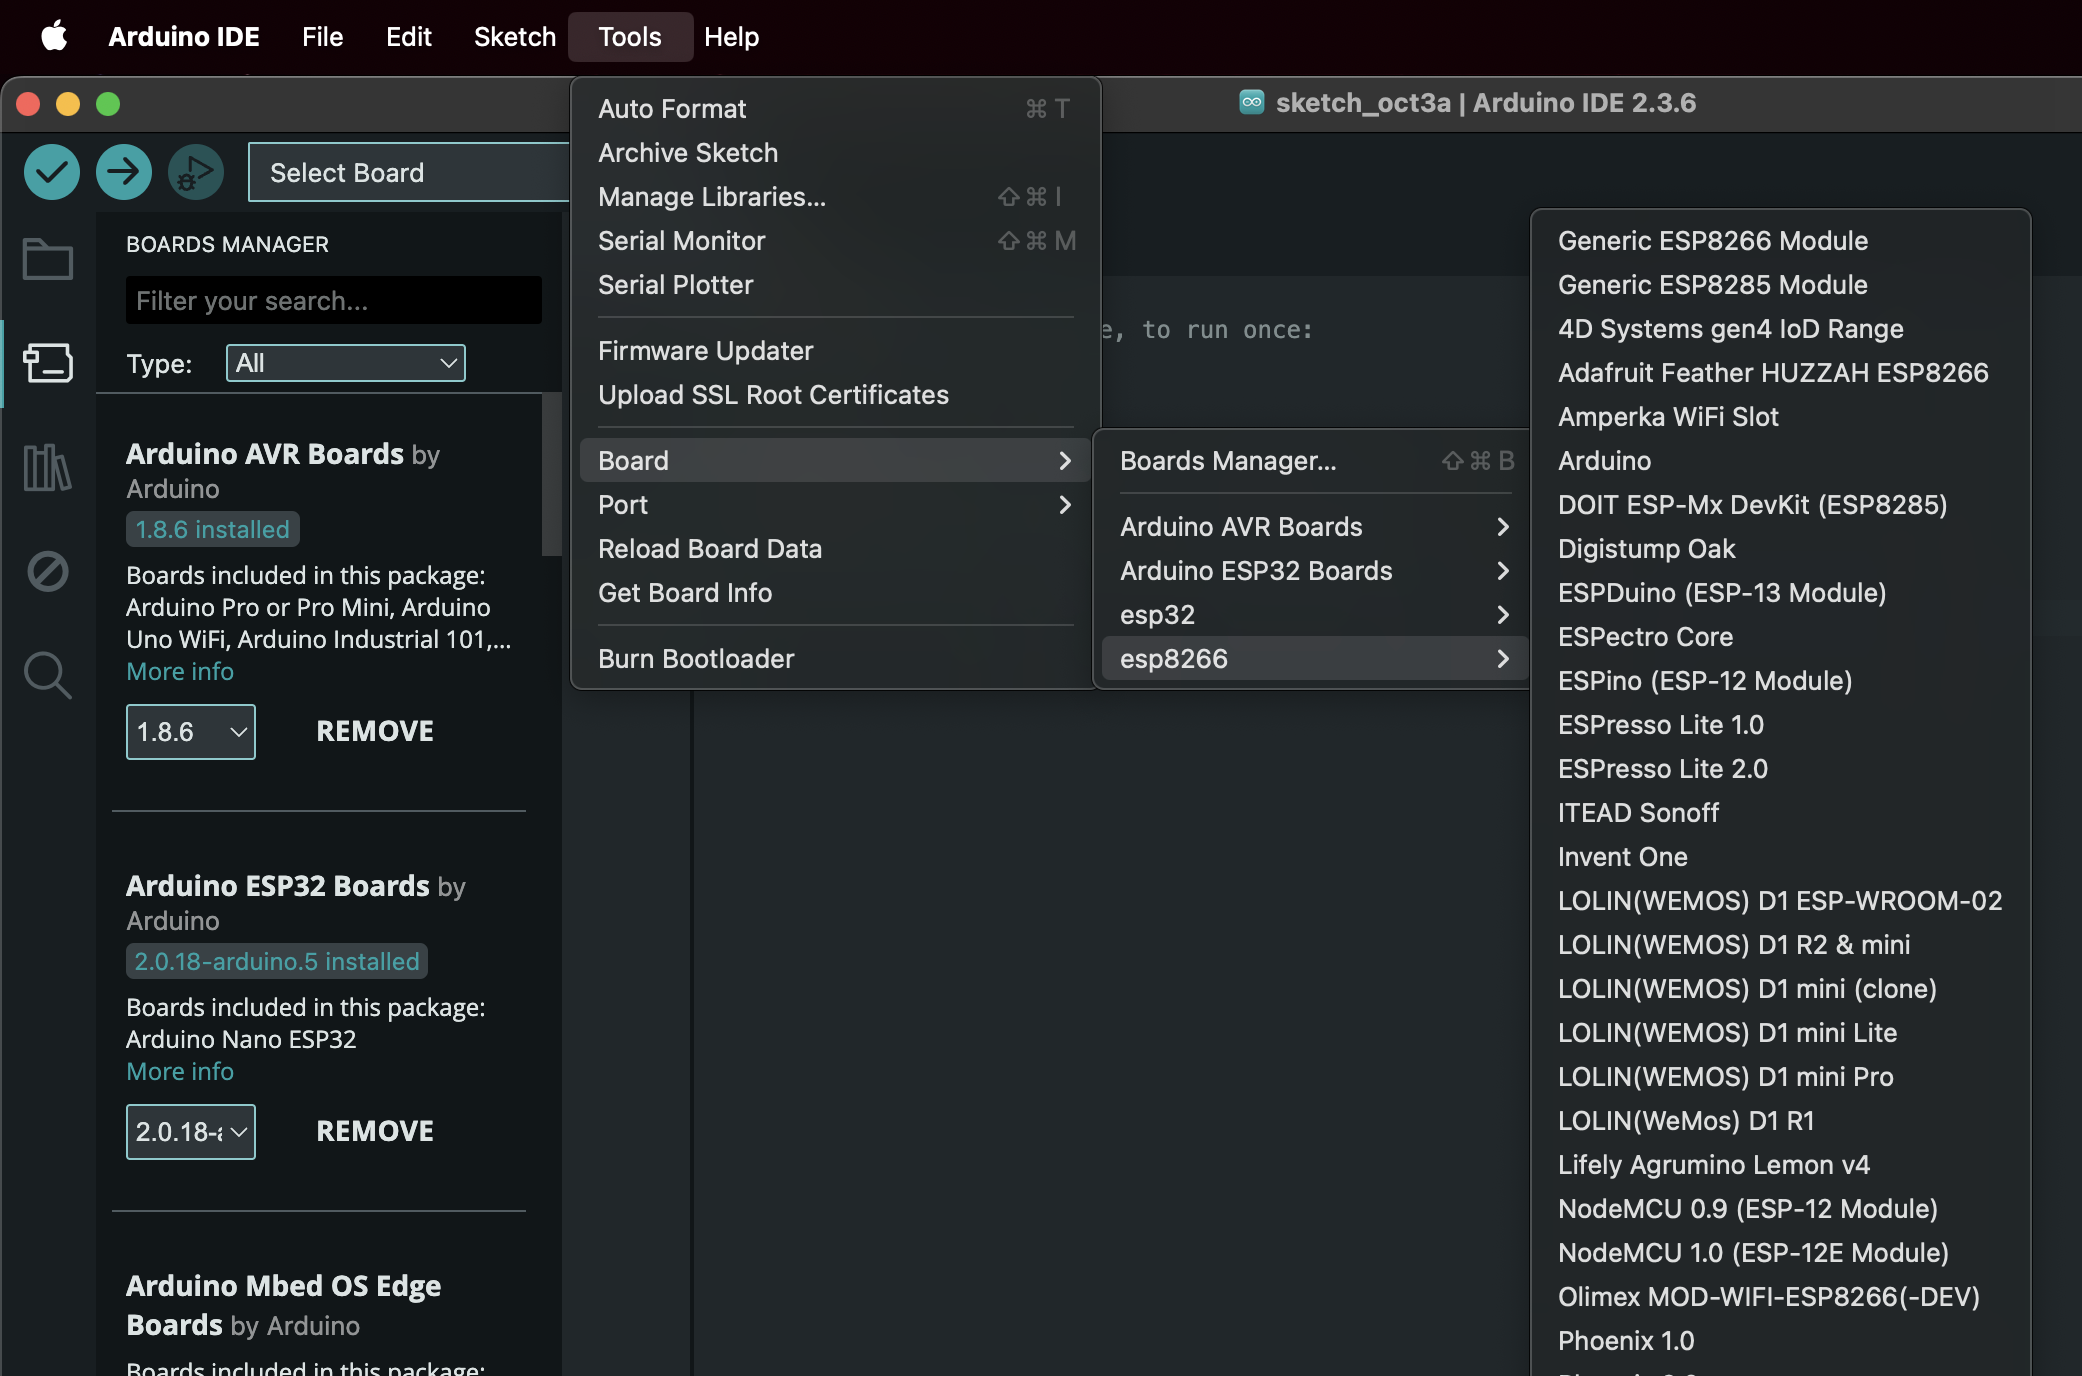 Arduino IDE File Edit Sketch Tools Help
sketch_oct3a | Arduino IDE 2.3.6
Select Board
BOARDS MANAGER
Filter your search...
Type: All
Arduino AVR Boards by
Arduino
1.8.6 installed
Boards included in this package:
Arduino Pro or Pro Mini, Arduino
Uno WiFi, Arduino Industrial 101,...
More info
1.8.6 REMOVE
Arduino ESP32 Boards by
Arduino
2.0.18-arduino.5 installed
Boards included in this package:
Arduino Nano ESP32
More info
2.0.18-a REMOVE
Arduino Mbed OS Edge
Boards by Arduino
Boards included in this package:
Auto Format ⌘ T
Archive Sketch
Manage Libraries... ⇧ ⌘ I
Serial Monitor ⇧ ⌘ M
Serial Plotter
Firmware Updater
Upload SSL Root Certificates
Board
Port
Reload Board Data
Get Board Info
Burn Bootloader
e, to run once:
Boards Manager... ⇧ ⌘ B
Arduino AVR Boards
Arduino ESP32 Boards
esp32
esp8266
Generic ESP8266 Module
Generic ESP8285 Module
4D Systems gen4 IoD Range
Adafruit Feather HUZZAH ESP8266
Amperka WiFi Slot
Arduino
DOIT ESP-Mx DevKit (ESP8285)
Digistump Oak
ESPDuino (ESP-13 Module)
ESPectro Core
ESPino (ESP-12 Module)
ESPresso Lite 1.0
ESPresso Lite 2.0
ITEAD Sonoff
Invent One
LOLIN(WEMOS) D1 ESP-WROOM-02
LOLIN(WEMOS) D1 R2 & mini
LOLIN(WEMOS) D1 mini (clone)
LOLIN(WEMOS) D1 mini Lite
LOLIN(WEMOS) D1 mini Pro
LOLIN(WeMos) D1 R1
Lifely Agrumino Lemon v4
NodeMCU 0.9 (ESP-12 Module)
NodeMCU 1.0 (ESP-12E Module)
Olimex MOD-WIFI-ESP8266(-DEV)
Phoenix 1.0